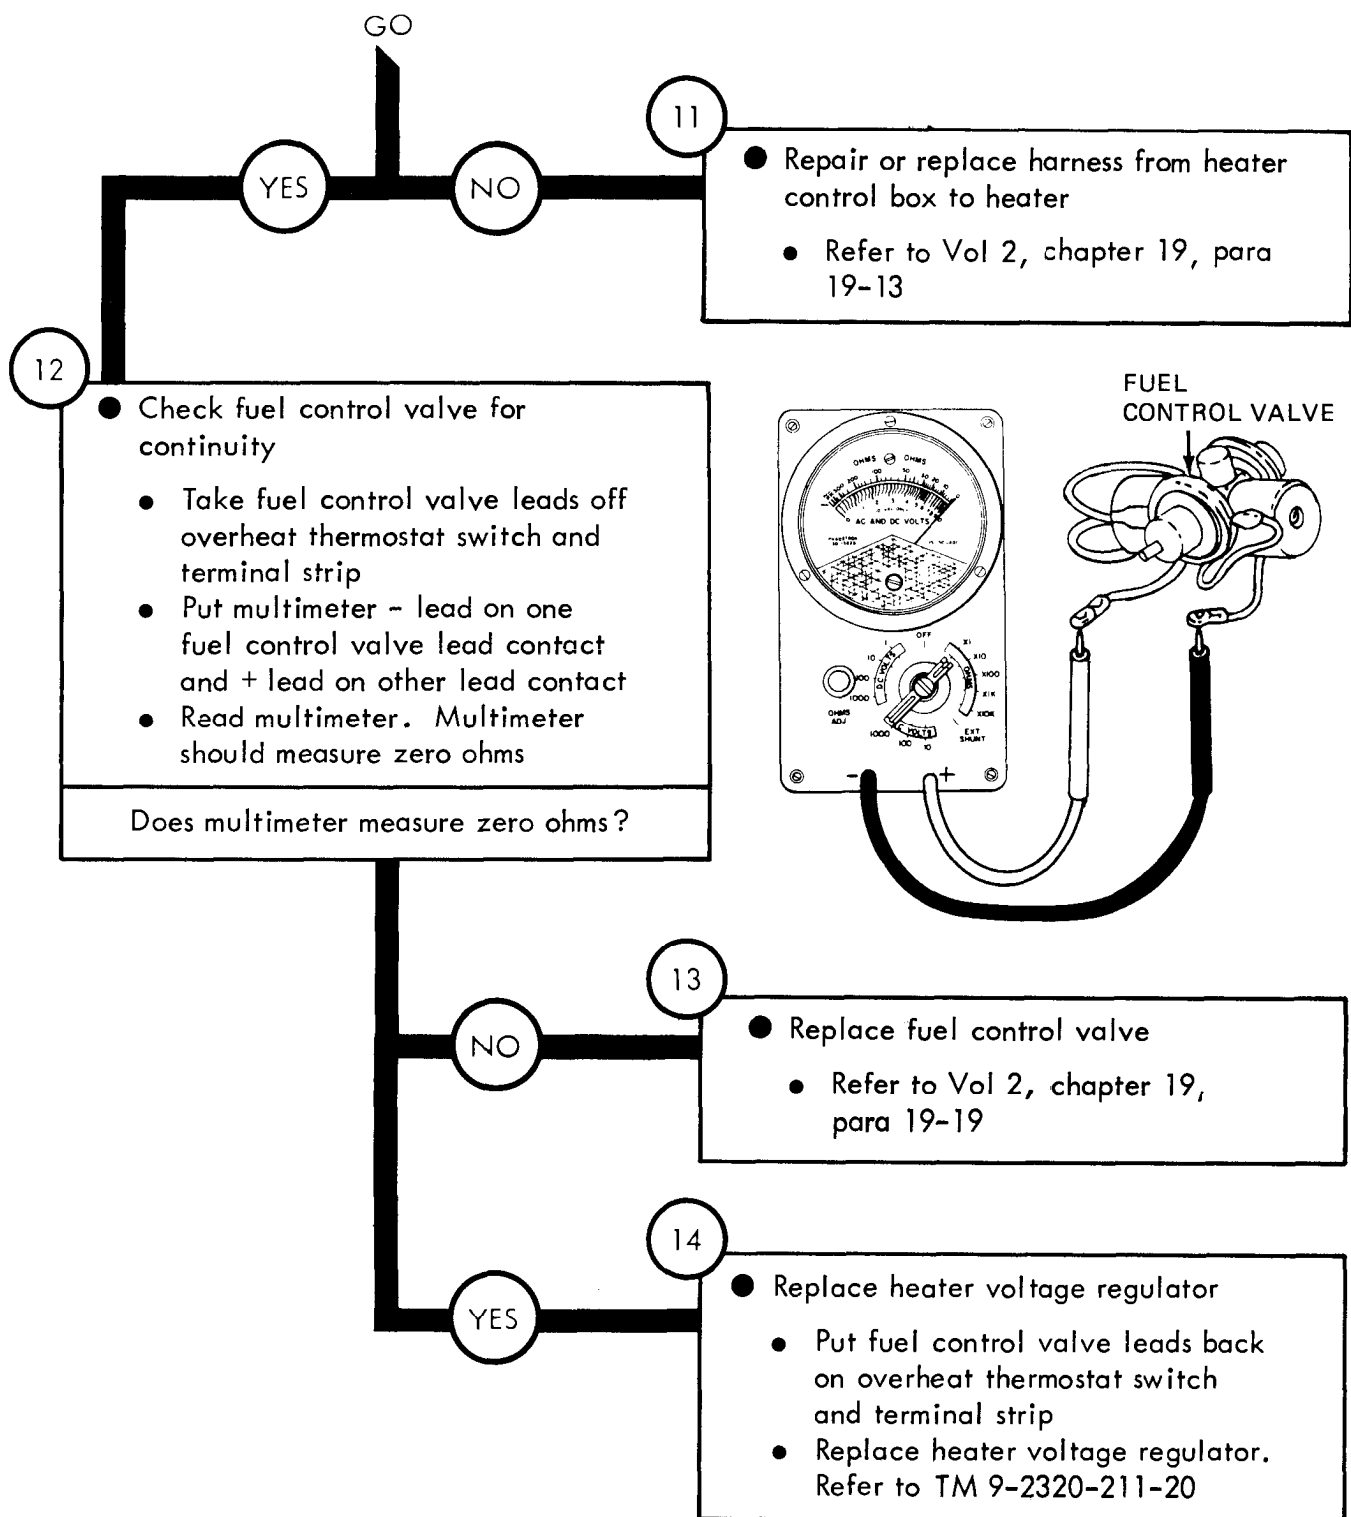 GO
YES
NO
11
● Repair or replace harness from heater
control box to heater
● Refer to Vol 2, chapter 19, para
19-13
12
● Check fuel control valve for
continuity
● Take fuel control valve leads off
overheat thermostat switch and
terminal strip
● Put multimeter - lead on one
fuel control valve lead contact
and + lead on other lead contact
● Read multimeter. Multimeter
should measure zero ohms
Does multimeter measure zero ohms?
FUEL
CONTROL VALVE
OHMS OHMS
AC AND DC VOLTS
OFF
1
10
1000
DC VOLTS
X1
X10
X100
X1K
X10K
OHMS
OHMS
ADJ
1000
100
10
VOLTS
EXT
SHUNT
- +
NO
13
● Replace fuel control valve
● Refer to Vol 2, chapter 19,
para 19-19
YES
14
● Replace heater voltage regulator
● Put fuel control valve leads back
on overheat thermostat switch
and terminal strip
● Replace heater voltage regulator.
Refer to TM 9-2320-211-20